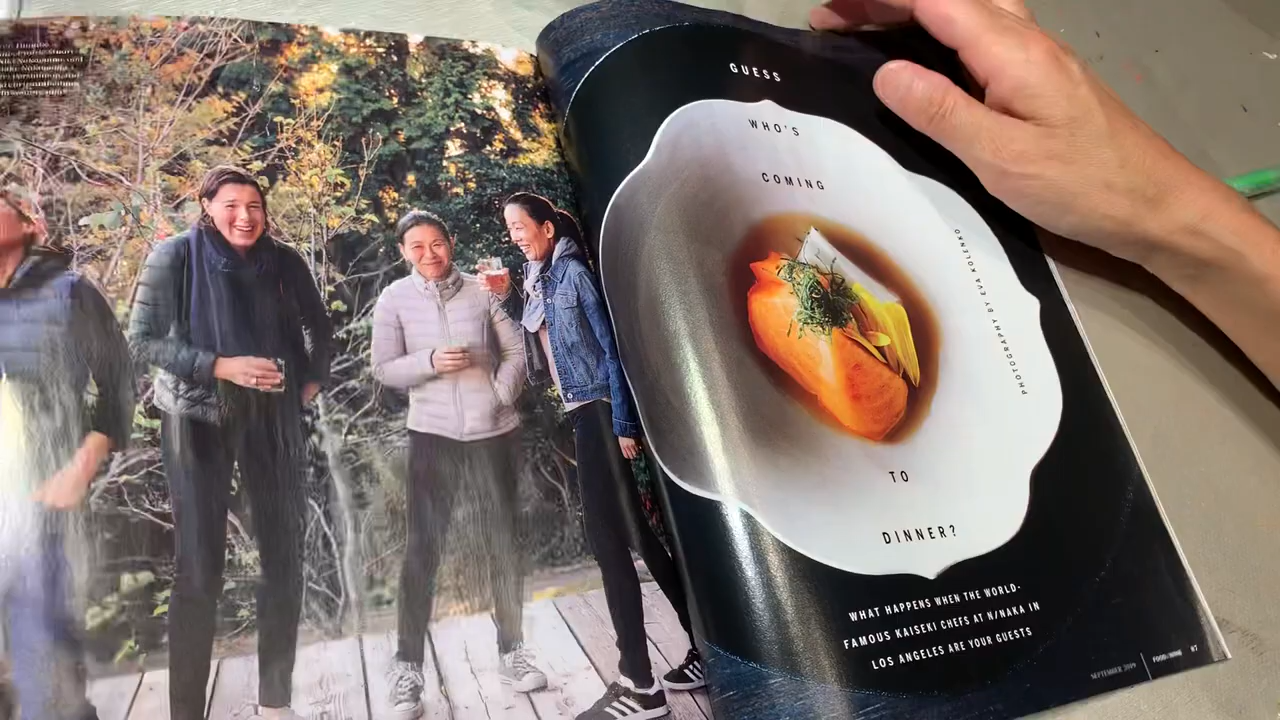 GUESS
WHO'S
COMING
TO
DINNER?
PHOTOGRAPHY BY EVA KOLENKO
WHAT HAPPENS WHEN THE WORLD-
FAMOUS KAISEKI CHEFS AT N/NAKA IN
LOS ANGELES ARE YOUR GUESTS
SEPTEMBER 2019
FOOD&WINE 87